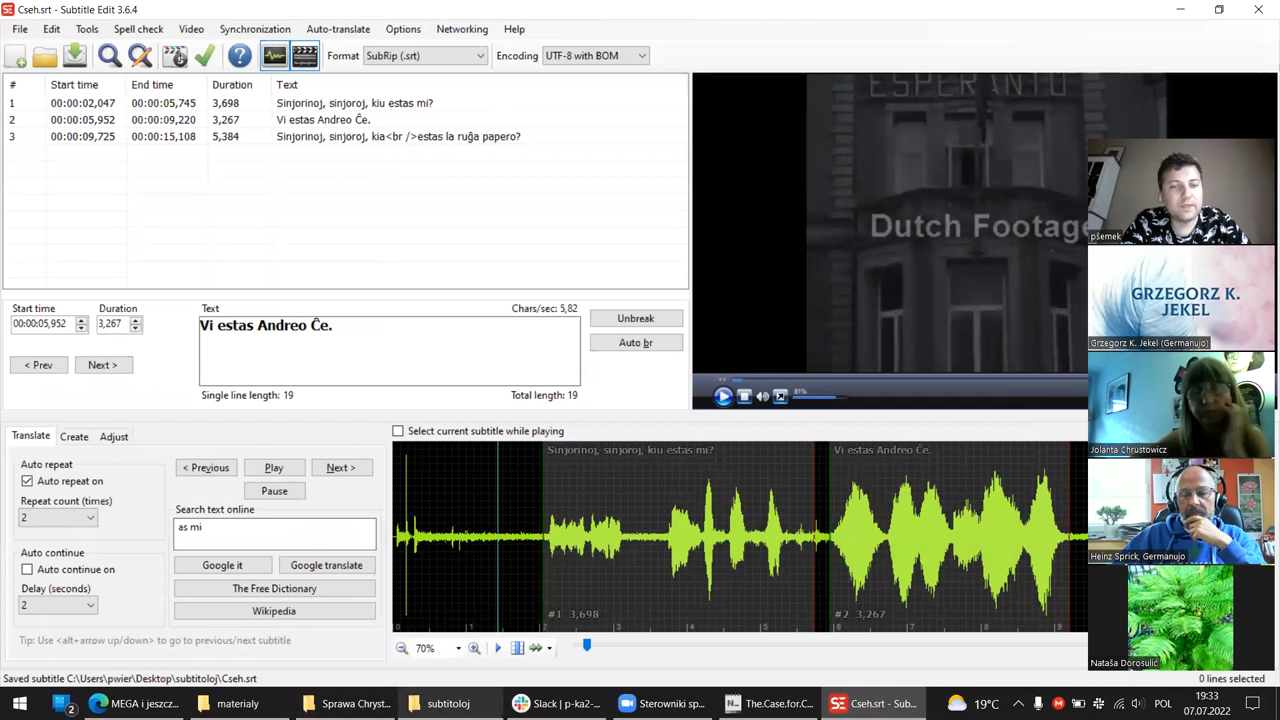 Cseh.srt - Subtitle Edit 3.6.4
File Edit Tools Spell check Video Synchronization Auto-translate Options Networking Help
Format SubRip (.srt) Encoding UTF-8 with BOM
# Start time End time Duration Text
1 00:00:02,047 00:00:05,745 3,698 Sinjorinoj, sinjoroj, kiu estas mi?
2 00:00:05,952 00:00:09,220 3,267 Vi estas Andreo Ĉe.
3 00:00:09,725 00:00:15,108 5,384 Sinjorinoj, sinjoroj, kia<br />estas la ruĝa papero?
ESPERANTO
Dutch Footage
pšemek
GRZEGORZ K.
JEKEL
Grzegorz K. Jekel (Germanujo)
Start time Duration Text Chars/sec: 5,82
00:00:05,952 3,267 Vi estas Andreo Ĉe.
Unbreak
Auto br
< Prev Next >
Single line length: 19 Total length: 19
81%
Jolanta Chrustowicz
Translate Create Adjust
Select current subtitle while playing
Auto repeat
Auto repeat on
Repeat count (times)
2
Auto continue
Auto continue on
Delay (seconds)
2
< Previous Play Next >
Pause
Search text online
as mi
Google it Google translate
The Free Dictionary
Wikipedia
Tip: Use <alt+arrow up/down> to go to previous/next subtitle
Sinjorinoj, sinjoroj, kiu estas mi? Vi estas Andreo Ĉe.
#1 3,698 #2 3,267
0 1 2 3 4 5 6 7 8 9
70%
Heinz Sprick, Germanujo
Nataša Dorosulić
Saved subtitle C:\Users\pwier\Desktop\subtitoloj\Cseh.srt
0 lines selected
2 MEGA i jeszcz... materialy Sprawa Chryst... subtitoloj Slack | p-ka2-... Sterowniki sp... The.Case.for.C... Cseh.srt - Sub... 19°C POL
19:33
07.07.2022